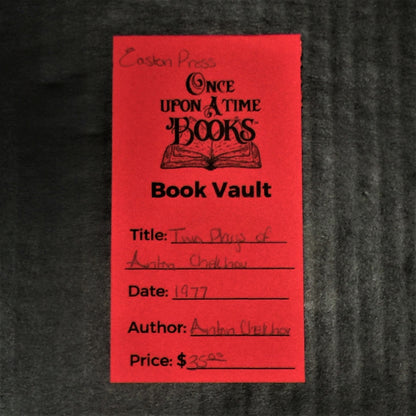 Easton Press
ONCE
UPON A TIME
BOOKS
Book Vault
Title: Two Plays of
Anton Chekhov
Date: 1977
Author: Anton Chekhov
Price: $35.00